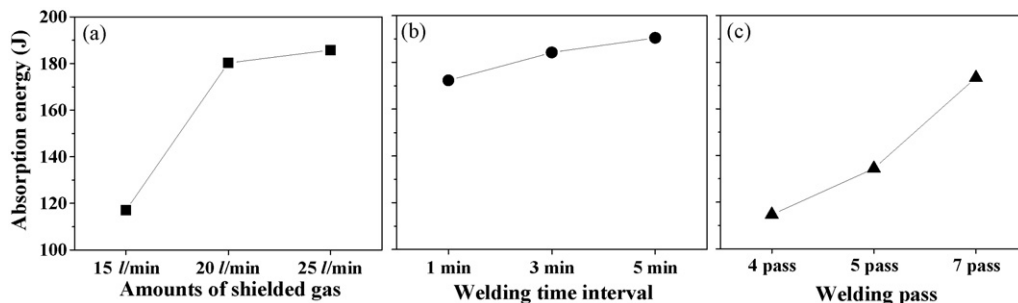 Absorption energy (J)
200
180
160
140
120
100
(a)
15 l/min 20 l/min 25 l/min
Amounts of shielded gas
(b)
1 min 3 min 5 min
Welding time interval
(c)
4 pass 5 pass 7 pass
Welding pass